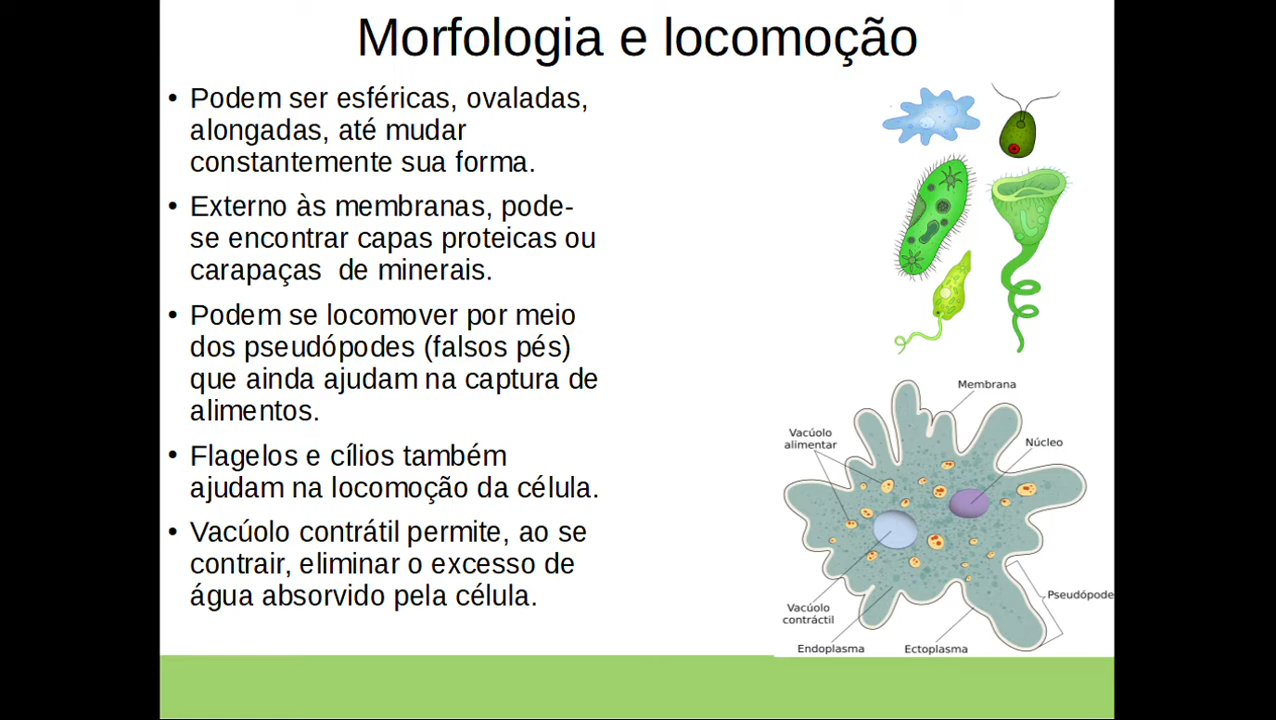 Morfologia e locomoção
• Podem ser esféricas, ovaladas,
alongadas, até mudar
constantemente sua forma.
• Externo às membranas, pode-
se encontrar capas proteicas ou
carapaças  de minerais.
• Podem se locomover por meio
dos pseudópodes (falsos pés)
que ainda ajudam na captura de
alimentos.
• Flagelos e cílios também
ajudam na locomoção da célula.
• Vacúolo contrátil permite, ao se
contrair, eliminar o excesso de
água absorvido pela célula.
Membrana
Vacúolo
alimentar
Núcleo
Pseudópode
Vacúolo
contráctil
Endoplasma
Ectoplasma